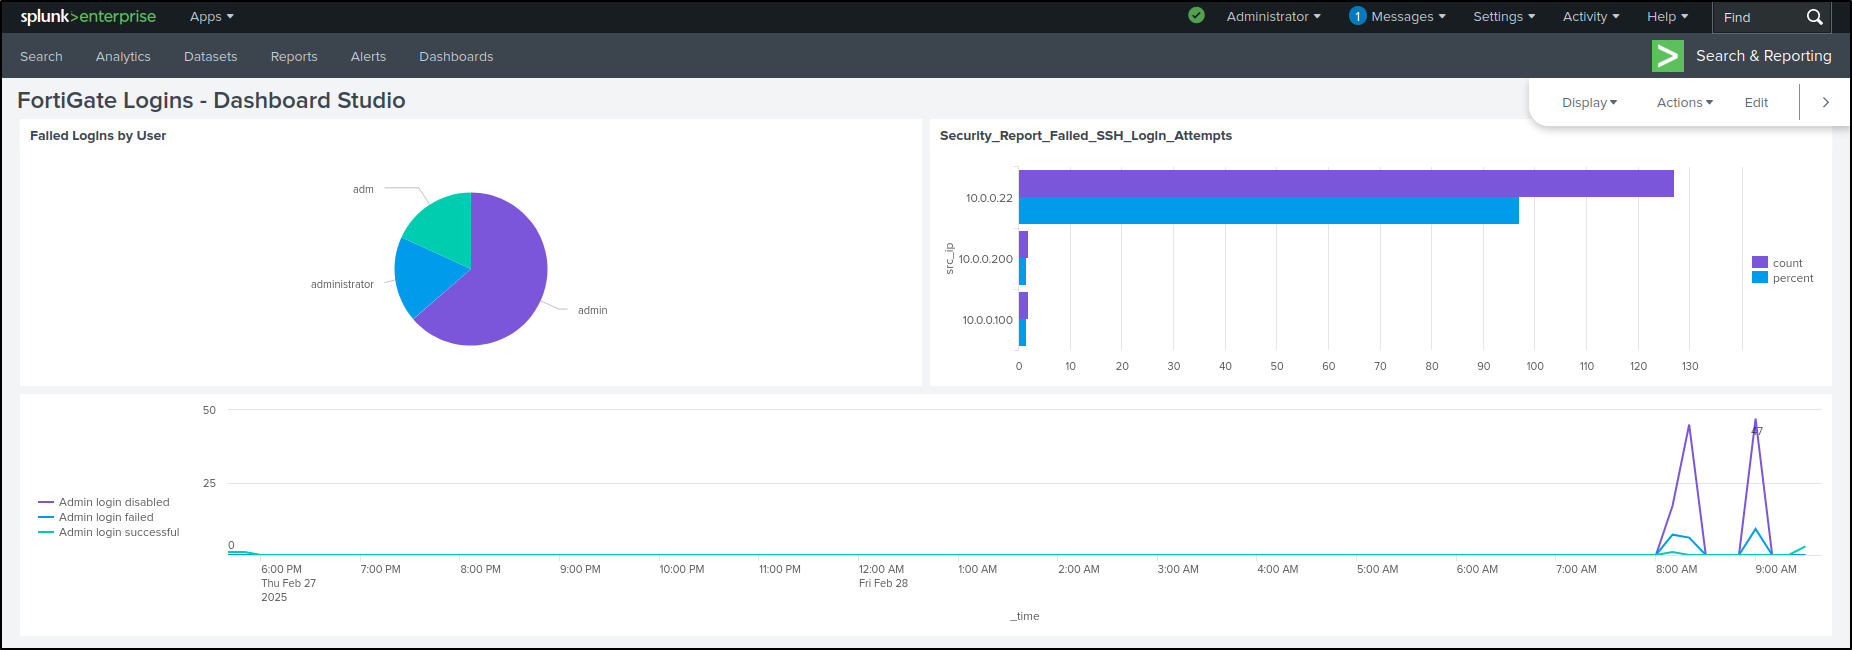 splunk>enterprise Apps Administrator 1 Messages Settings Activity Help Find
Search Analytics Datasets Reports Alerts Dashboards Search & Reporting
FortiGate Logins - Dashboard Studio
Display Actions Edit
Failed Logins by User
adm
administrator
admin
Security_Report_Failed_SSH_Login_Attempts
src_ip
10.0.0.22
10.0.0.200
10.0.0.100
0 10 20 30 40 50 60 70 80 90 100 110 120 130
count
percent
50
25
0
47
Admin login disabled
Admin login failed
Admin login successful
6:00 PM 7:00 PM 8:00 PM 9:00 PM 10:00 PM 11:00 PM 12:00 AM 1:00 AM 2:00 AM 3:00 AM 4:00 AM 5:00 AM 6:00 AM 7:00 AM 8:00 AM 9:00 AM
Thu Feb 27 Fri Feb 28
2025
_time